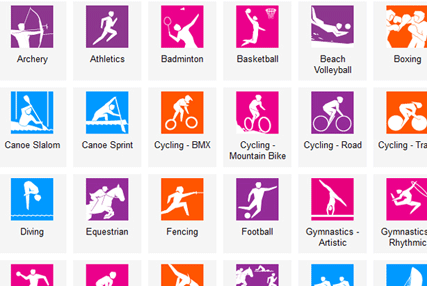 Archery
Athletics
Badminton
Basketball
Beach
Volleyball
Boxing
Canoe Slalom
Canoe Sprint
Cycling - BMX
Cycling -
Mountain Bike
Cycling - Road
Cycling - Tra
Diving
Equestrian
Fencing
Football
Gymnastics -
Artistic
Gymnastics
Rhythmic